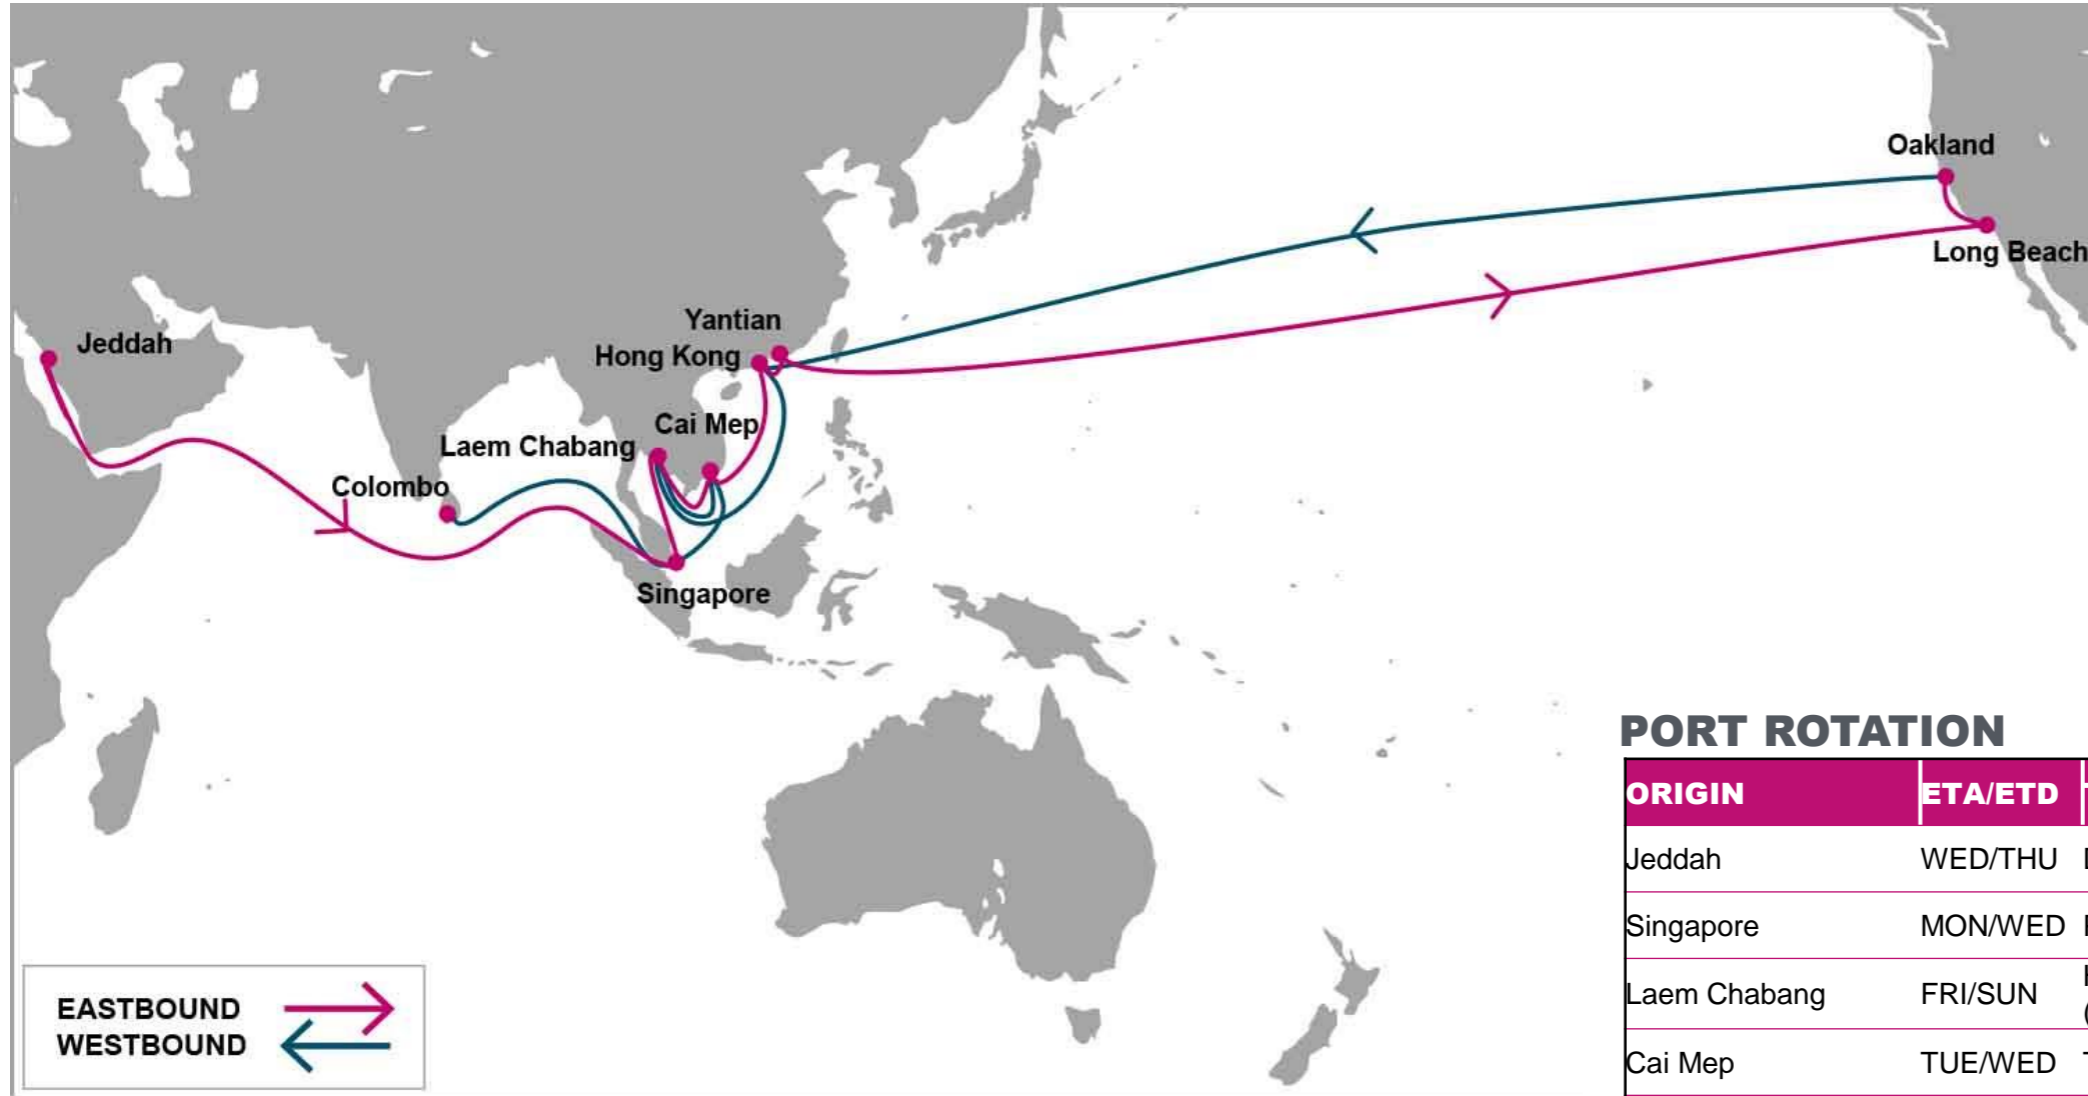 Oakland
Long Beach
Yantian
Hong Kong
Jeddah
Cai Mep
Laem Chabang
Colombo
Singapore
PORT ROTATION
ORIGIN ETA/ETD
Jeddah WED/THU
Singapore MON/WED
Laem Chabang FRI/SUN
Cai Mep TUE/WED
EASTBOUND
WESTBOUND